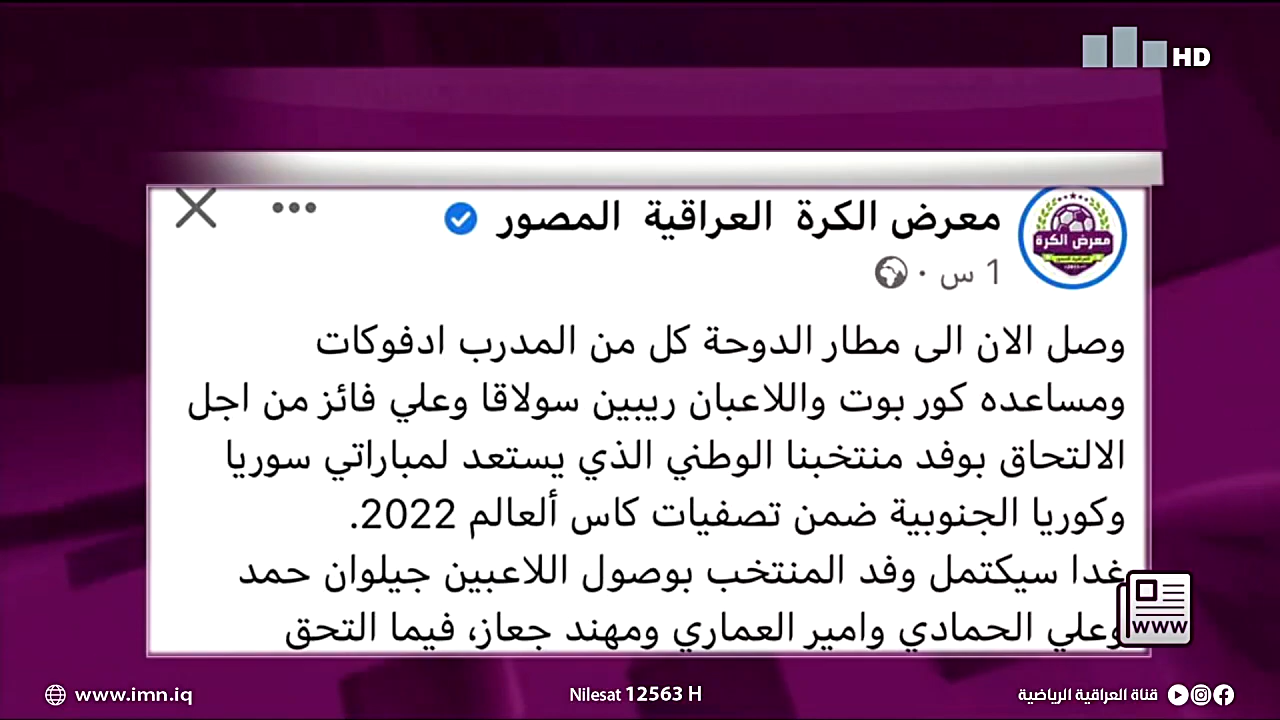 HD
معرض الكرة العراقية المصور
1 س
معرض الكرة
وصل الان الى مطار الدوحة كل من المدرب ادفوكات
ومساعده كور بوت واللاعبان ريبين سولاقا وعلي فائز من اجل
الالتحاق بوفد منتخبنا الوطني الذي يستعد لمباراتي سوريا
وكوريا الجنوبية ضمن تصفيات كاس ألعالم 2022.
غدا سيكتمل وفد المنتخب بوصول اللاعبين جيلوان حمد
وعلي الحمادي وامير العماري ومهند جعاز، فيما التحق
www
www.imn.iq
Nilesat 12563 H
قناة العراقية الرياضية